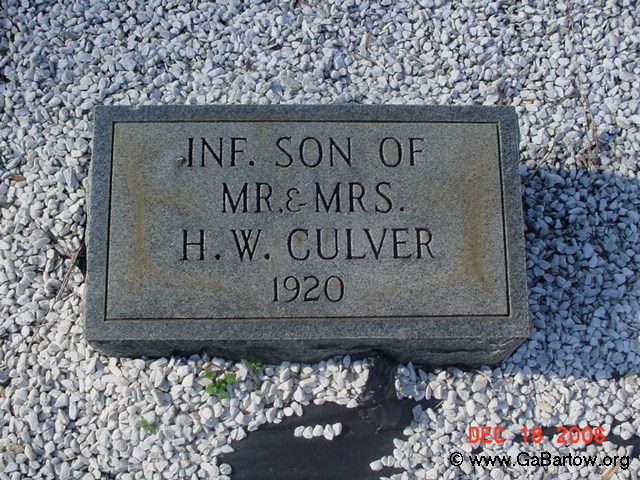 INF. SON OF
MR. & MRS.
H. W. CULVER
1920
DEC 18 2006
© www.GaBartow.org